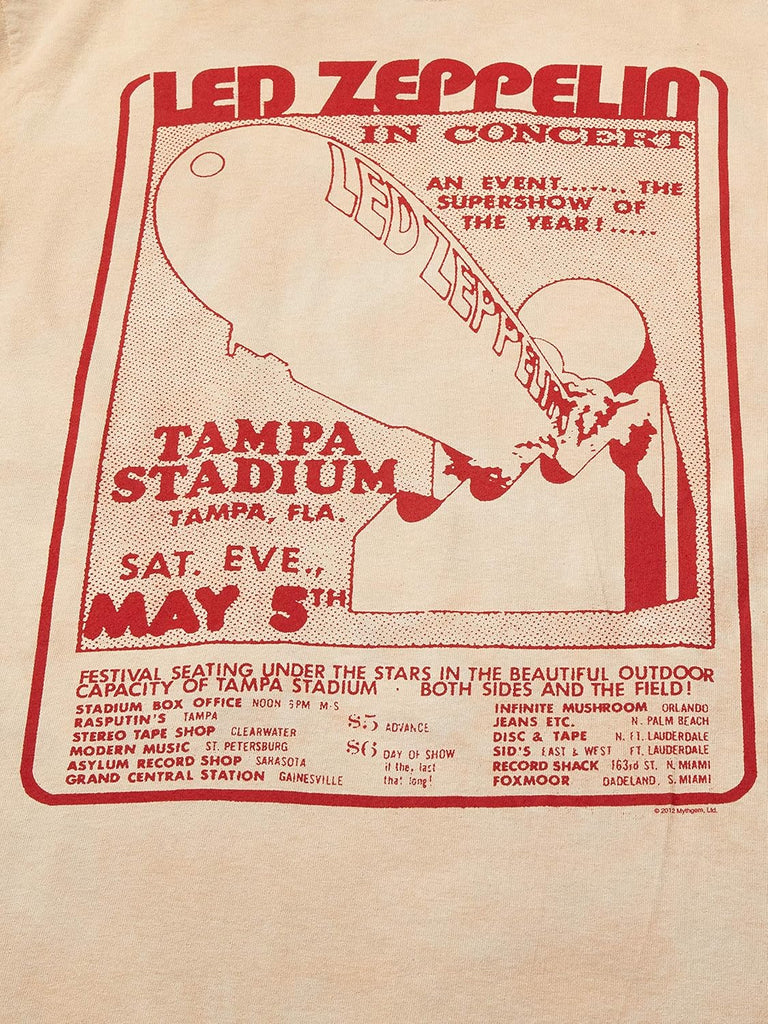 LED ZEPPELIN
IN CONCERT
AN EVENT........ THE
SUPERSHOW OF
THE YEAR!.....
LED ZEPPELIN
TAMPA
STADIUM
TAMPA, FLA.
SAT. EVE.,
MAY 5TH
FESTIVAL SEATING UNDER THE STARS IN THE BEAUTIFUL OUTDOOR
CAPACITY OF TAMPA STADIUM · BOTH SIDES AND THE FIELD!
STADIUM BOX OFFICE NOON M-S
RASPUTIN'S TAMPA
STEREO TAPE SHOP CLEARWATER
MODERN MUSIC ST. PETERSBURG
ASYLUM RECORD SHOP SARASOTA
GRAND CENTRAL STATION GAINESVILLE
$5 ADVANCE
$6 DAY OF SHOW
if the, last
that long!
INFINITE MUSHROOM ORLANDO
JEANS ETC. N. PALM BEACH
DISC & TAPE N. FT. LAUDERDALE
SID'S EAST & WEST FT. LAUDERDALE
RECORD SHACK 163rd ST. N. MIAMI
FOXMOOR DADELAND, S. MIAMI
© 2012 Mythgem, Ltd.